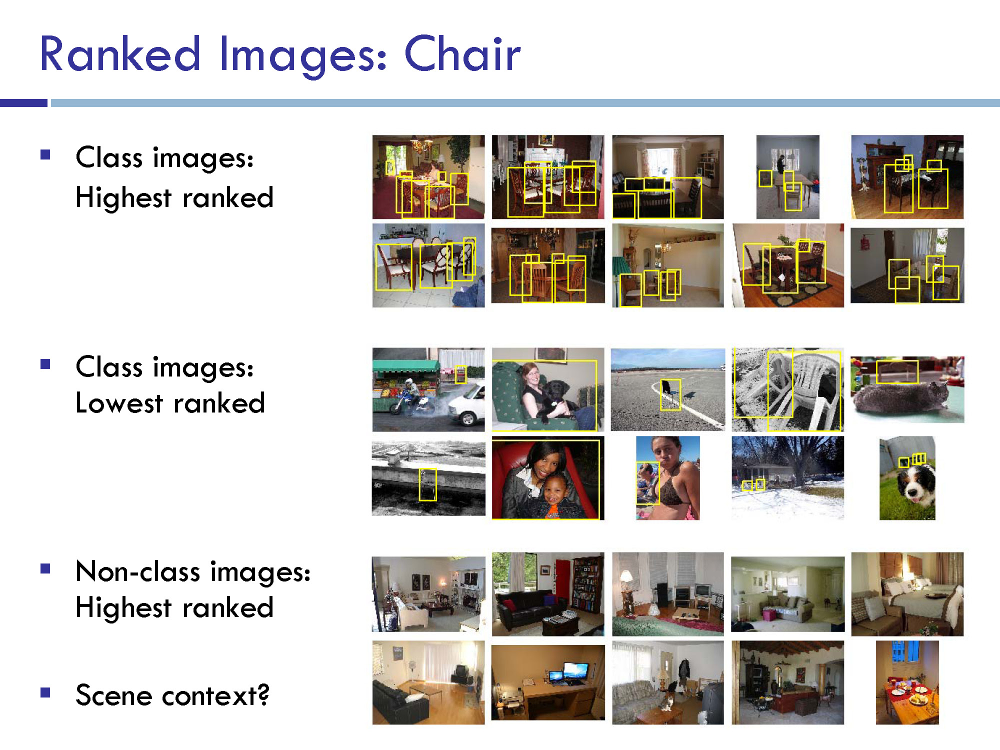 Ranked Images: Chair
Class images:
Highest ranked
Class images:
Lowest ranked
Non-class images:
Highest ranked
Scene context?